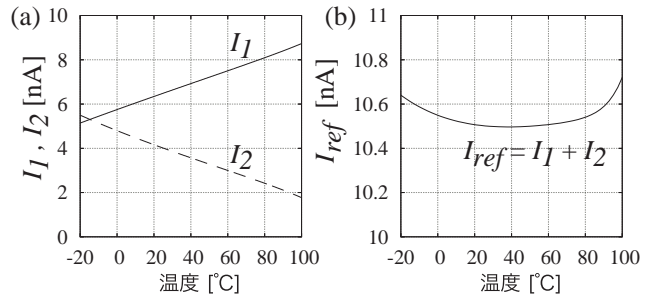 (a)
10
8
6
4
2
0
I1 , I2 [nA]
I1
I2
-20 0 20 40 60 80 100
温度 [℃]
(b)
11
10.8
10.6
10.4
10.2
10
Iref [nA]
Iref = I1 + I2
-20 0 20 40 60 80 100
温度 [℃]